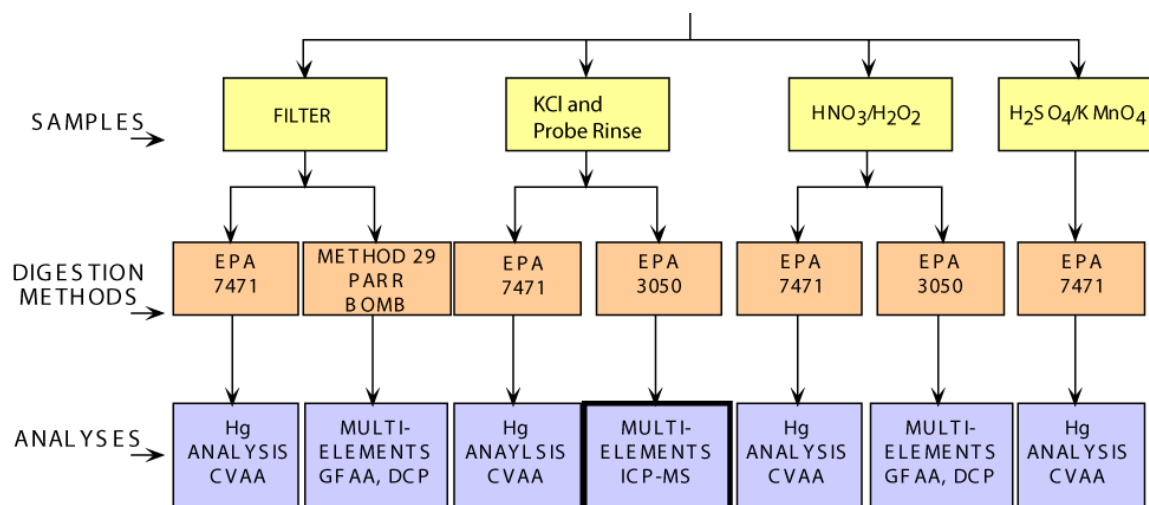 SAMPLES
FILTER
KCl and
Probe Rinse
HNO₃/H₂O₂
H₂SO₄/KMnO₄
DIGESTION
METHODS
EPA
7471
METHOD 29
PARR
BOMB
EPA
7471
EPA
3050
EPA
7471
EPA
3050
EPA
7471
ANALYSES
Hg
ANALYSIS
CVAA
MULTI-
ELEMENTS
GFAA, DCP
Hg
ANAYLSIS
CVAA
MULTI-
ELEMENTS
ICP-MS
Hg
ANALYSIS
CVAA
MULTI-
ELEMENTS
GFAA, DCP
Hg
ANALYSIS
CVAA